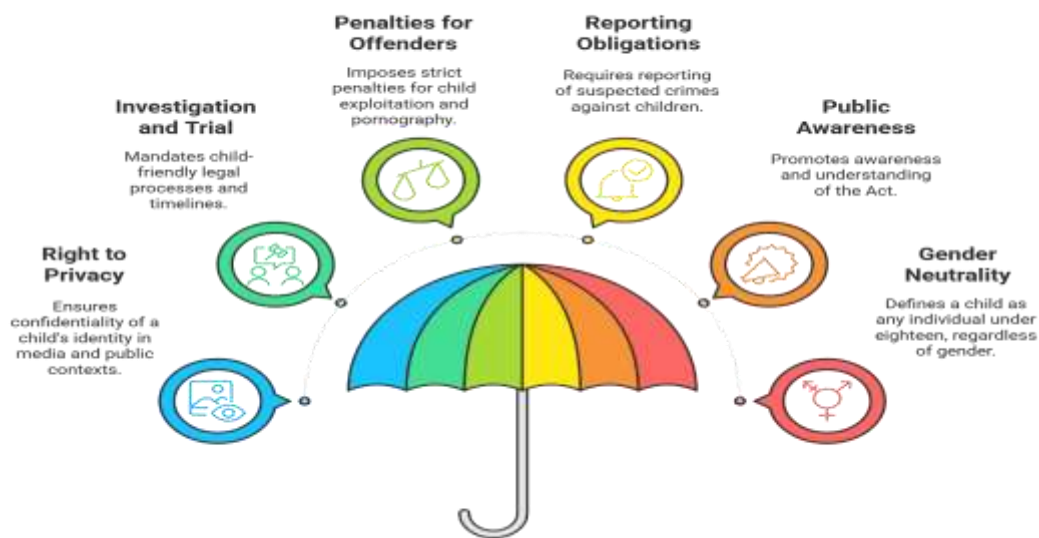 Penalties for
Offenders
Imposes strict
penalties for child
exploitation and
pornography.
Reporting
Obligations
Requires reporting
of suspected crimes
against children.
Investigation
and Trial
Mandates child-
friendly legal
processes and
timelines.
Public
Awareness
Promotes awareness
and understanding
of the Act.
Right to
Privacy
Ensures
confidentiality of a
child's identity in
media and public
contexts.
Gender
Neutrality
Defines a child as
any individual under
eighteen, regardless
of gender.